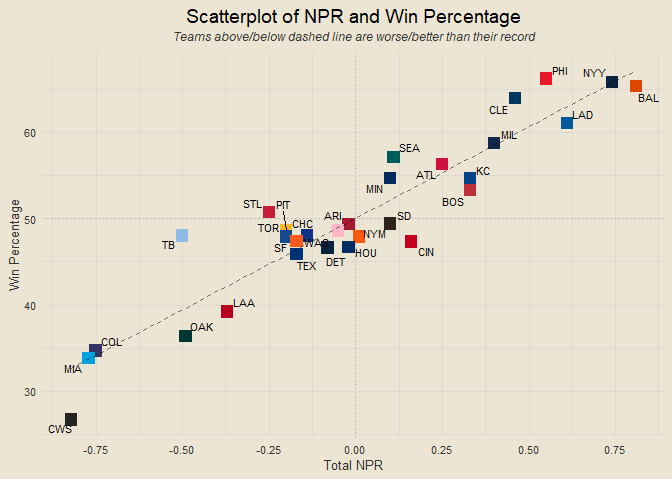 Scatterplot of NPR and Win Percentage
Teams above/below dashed line are worse/better than their record
PHI
NYY
BAL
CLE
LAD
60
MIL
SEA
KC
ATL
MIN
BOS
STL
PIT
ARI
SD
50
TOR
CHC
NYM
TB
SF
WAS
CIN
HOU
DET
TEX
Win Percentage
40
LAA
OAK
COL
MIA
30
CWS
-0.75
-0.50
-0.25
0.00
0.25
0.50
0.75
Total NPR